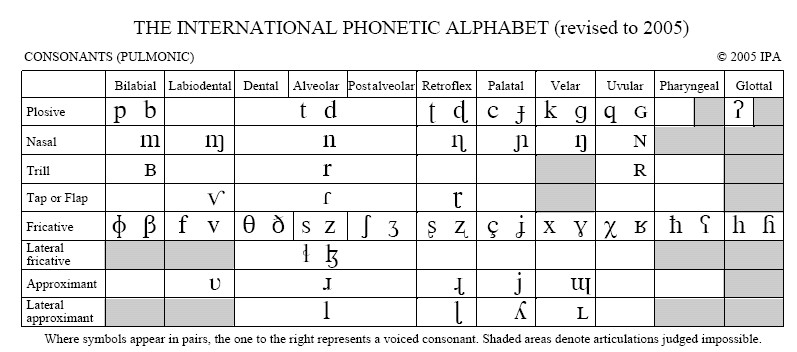 THE INTERNATIONAL PHONETIC ALPHABET (revised to 2005)
CONSONANTS (PULMONIC) © 2005 IPA
Bilabial Labiodental Dental Alveolar Postalveolar Retroflex Palatal Velar Uvular Pharyngeal Glottal
Plosive p b t d ʈ ɖ c ɟ k ɡ q ɢ ʔ
Nasal m ɱ n ɳ ɲ ŋ ɴ
Trill ʙ r ʀ
Tap or Flap ⱱ ɾ ɽ
Fricative ɸ β f v θ ð s z ʃ ʒ ʂ ʐ ç ʝ x ɣ χ ʁ ħ ʕ h ɦ
Lateral
fricative ɬ ɮ
Approximant ʋ ɹ ɻ j ɰ
Lateral
approximant l ɭ ʎ ʟ
Where symbols appear in pairs, the one to the right represents a voiced consonant. Shaded areas denote articulations judged impossible.